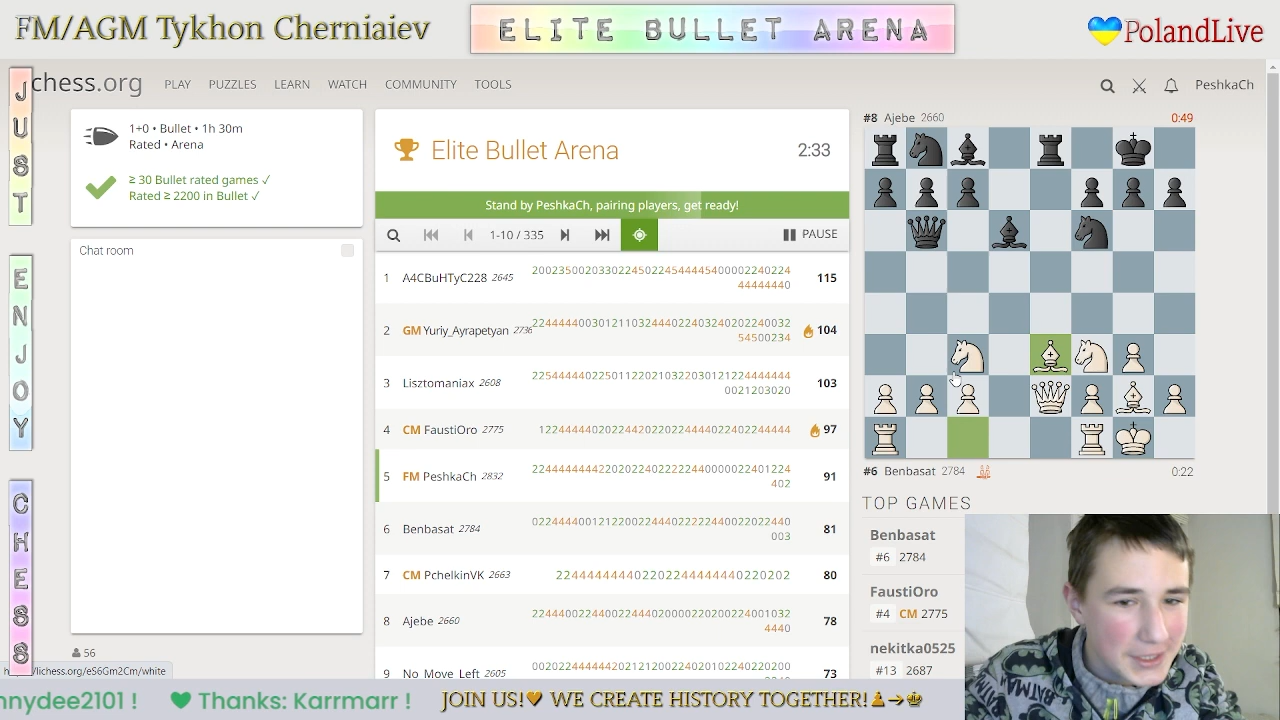 FM/AGM Tykhon Cherniaiev
ELITE BULLET ARENA
PolandLive
JUST
ENJOY
CHESS
chess.org
PLAY PUZZLES LEARN WATCH COMMUNITY TOOLS
PeshkaCh
1+0 • Bullet • 1h 30m
Rated • Arena
≥ 30 Bullet rated games ✓
Rated ≥ 2200 in Bullet ✓
Chat room
56
Elite Bullet Arena 2:33
Stand by PeshkaCh, pairing players, get ready!
1-10 / 335 PAUSE
1 A4CBuHTyC228 2645 115
2 GM Yuriy_Ayrapetyan 2736 104
3 Lisztomaniax 2608 103
4 CM FaustiOro 2775 97
5 FM PeshkaCh 2832 91
6 Benbasat 2784 81
7 CM PchelkinVK 2663 80
8 Ajebe 2660 78
9 No_Move_Left 2605 73
#8 Ajebe 2660 0:49
#6 Benbasat 2784 0:22
TOP GAMES
Benbasat
#6 2784
FaustiOro
#4 CM 2775
nekitka0525
#13 2687
BATMAN
lichess.org/eS6Gm2Cm/white
nnydee2101 ! Thanks: Karrmarr !
JOIN US!♥ WE CREATE HISTORY TOGETHER!♟→♚